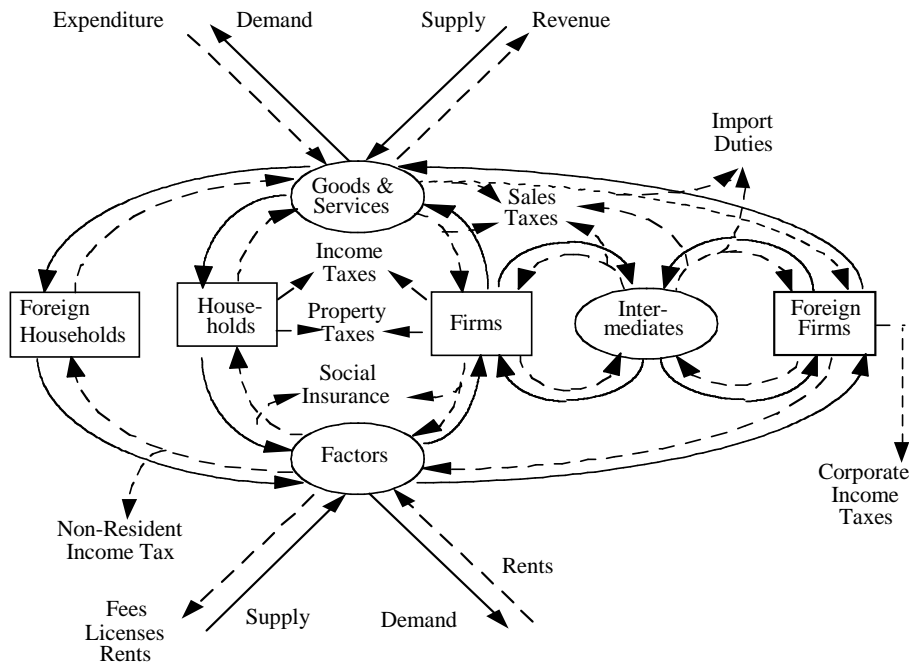 Expenditure
Demand
Supply
Revenue
Import
Duties
Goods &
Services
Sales
Taxes
Income
Taxes
Foreign
Households
House-
holds
Property
Taxes
Firms
Inter-
mediates
Foreign
Firms
Social
Insurance
Factors
Corporate
Income
Taxes
Non-Resident
Income Tax
Rents
Fees
Licenses
Rents
Supply
Demand